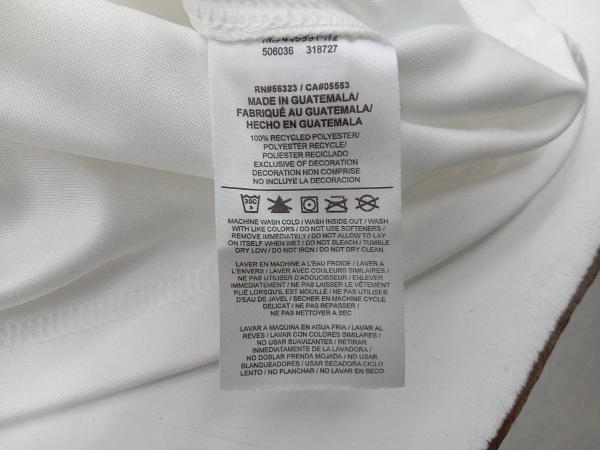 506036 318727
RN#56323 / CA#05553
MADE IN GUATEMALA/
FABRIQUÉ AU GUATEMALA/
HECHO EN GUATEMALA
100% RECYCLED POLYESTER/
POLYESTER RECYCLE/
POLIESTER RECICLADO
EXCLUSIVE OF DECORATION
DECORATION NON COMPRISE
NO INCLUYE LA DECORACIÓN
30C
MACHINE WASH COLD / WASH INSIDE OUT / WASH
WITH LIKE COLORS / DO NOT USE SOFTENERS /
REMOVE IMMEDIATELY / DO NOT ALLOW TO LAY
ON ITSELF WHEN WET / DO NOT BLEACH / TUMBLE
DRY LOW / DO NOT IRON / DO NOT DRY CLEAN
LAVER EN MACHINE A L'EAU FROIDE / LAVER A
L'ENVERS / LAVER AVEC COULEURS SIMILAIRES /
NE PAS UTILISER D'ADOUCISSEUR / ENLEVER
IMMEDIATEMENT / NE PAS LAISSER LE VÊTEMENT
PLIÉ LORSQU'IL EST MOUILLÉ / NE PAS UTILISER
D'EAU DE JAVEL / SECHER EN MACHINE CYCLE
DELICAT / NE PAS REPASSER /
NE PAS NETTOYER A SEC
LAVAR A MAQUINA EN AGUA FRIA / LAVAR AL
REVES / LAVAR CON COLORES SIMILARES /
NO USAR SUAVIZANTES / RETIRAR
INMEDIATAMENTE DE LA LAVADORA /
NO DOBLAR PRENDA MOJADA / NO USAR
BLANQUEADORES / USAR SECADORA CICLO
LENTO / NO PLANCHAR / NO LAVAR EN SECO